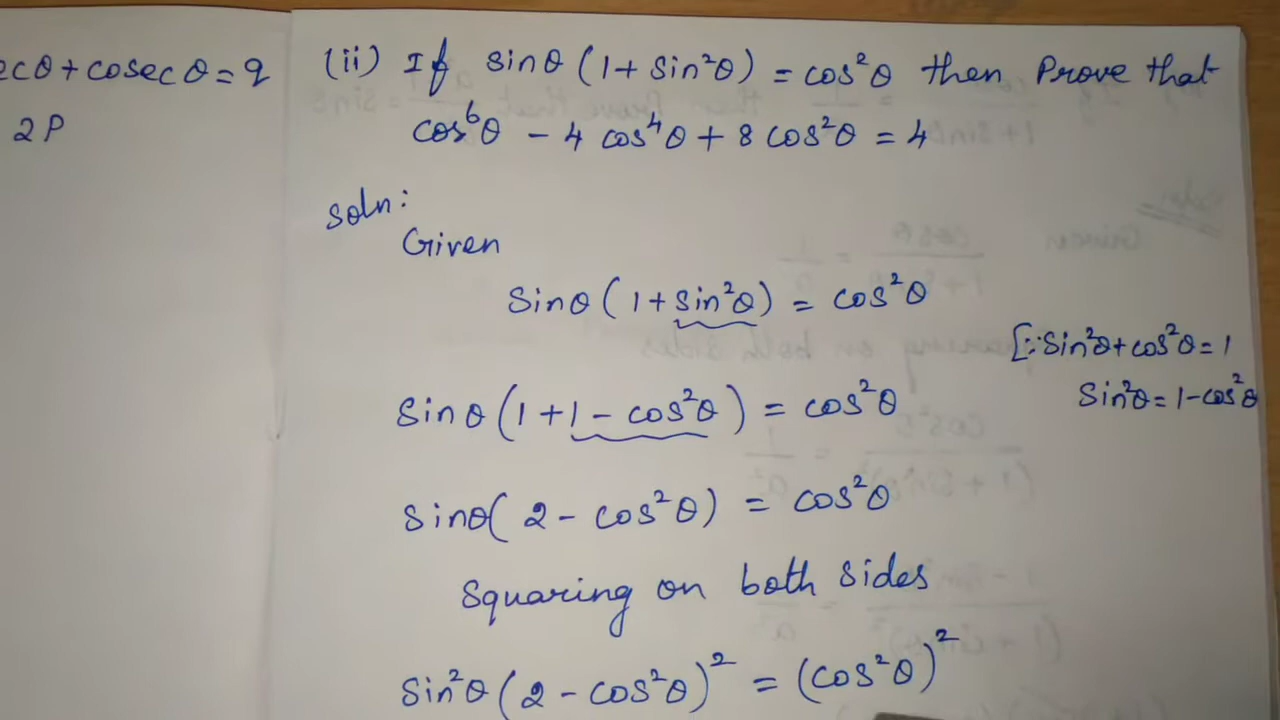 ecθ + cosec θ = q
2P
(ii) If sinθ (1 + sin²θ) = cos²θ then Prove that
cos⁶θ - 4 cos⁴θ + 8 cos²θ = 4
Soln:
Given
Sinθ (1 + sin²θ) = cos²θ
[∵ Sin²θ + cos²θ = 1
Sin²θ = 1 - cos²θ
Sinθ (1 + 1 - cos²θ) = cos²θ
Sinθ( 2 - cos²θ) = cos²θ
Squaring on both sides
Sin²θ (2 - cos²θ)² = (cos²θ)²